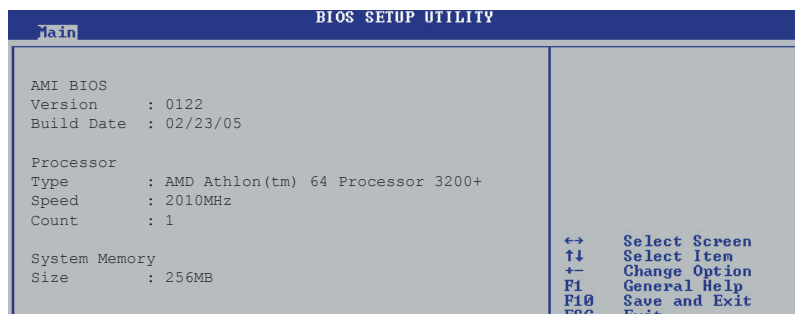 BIOS SETUP UTILITY
Main
AMI BIOS
Version : 0122
Build Date : 02/23/05
Processor
Type : AMD Athlon(tm) 64 Processor 3200+
Speed : 2010MHz
Count : 1
System Memory
Size : 256MB
←→ Select Screen
↑↓ Select Item
+- Change Option
F1 General Help
F10 Save and Exit
ESC Exit